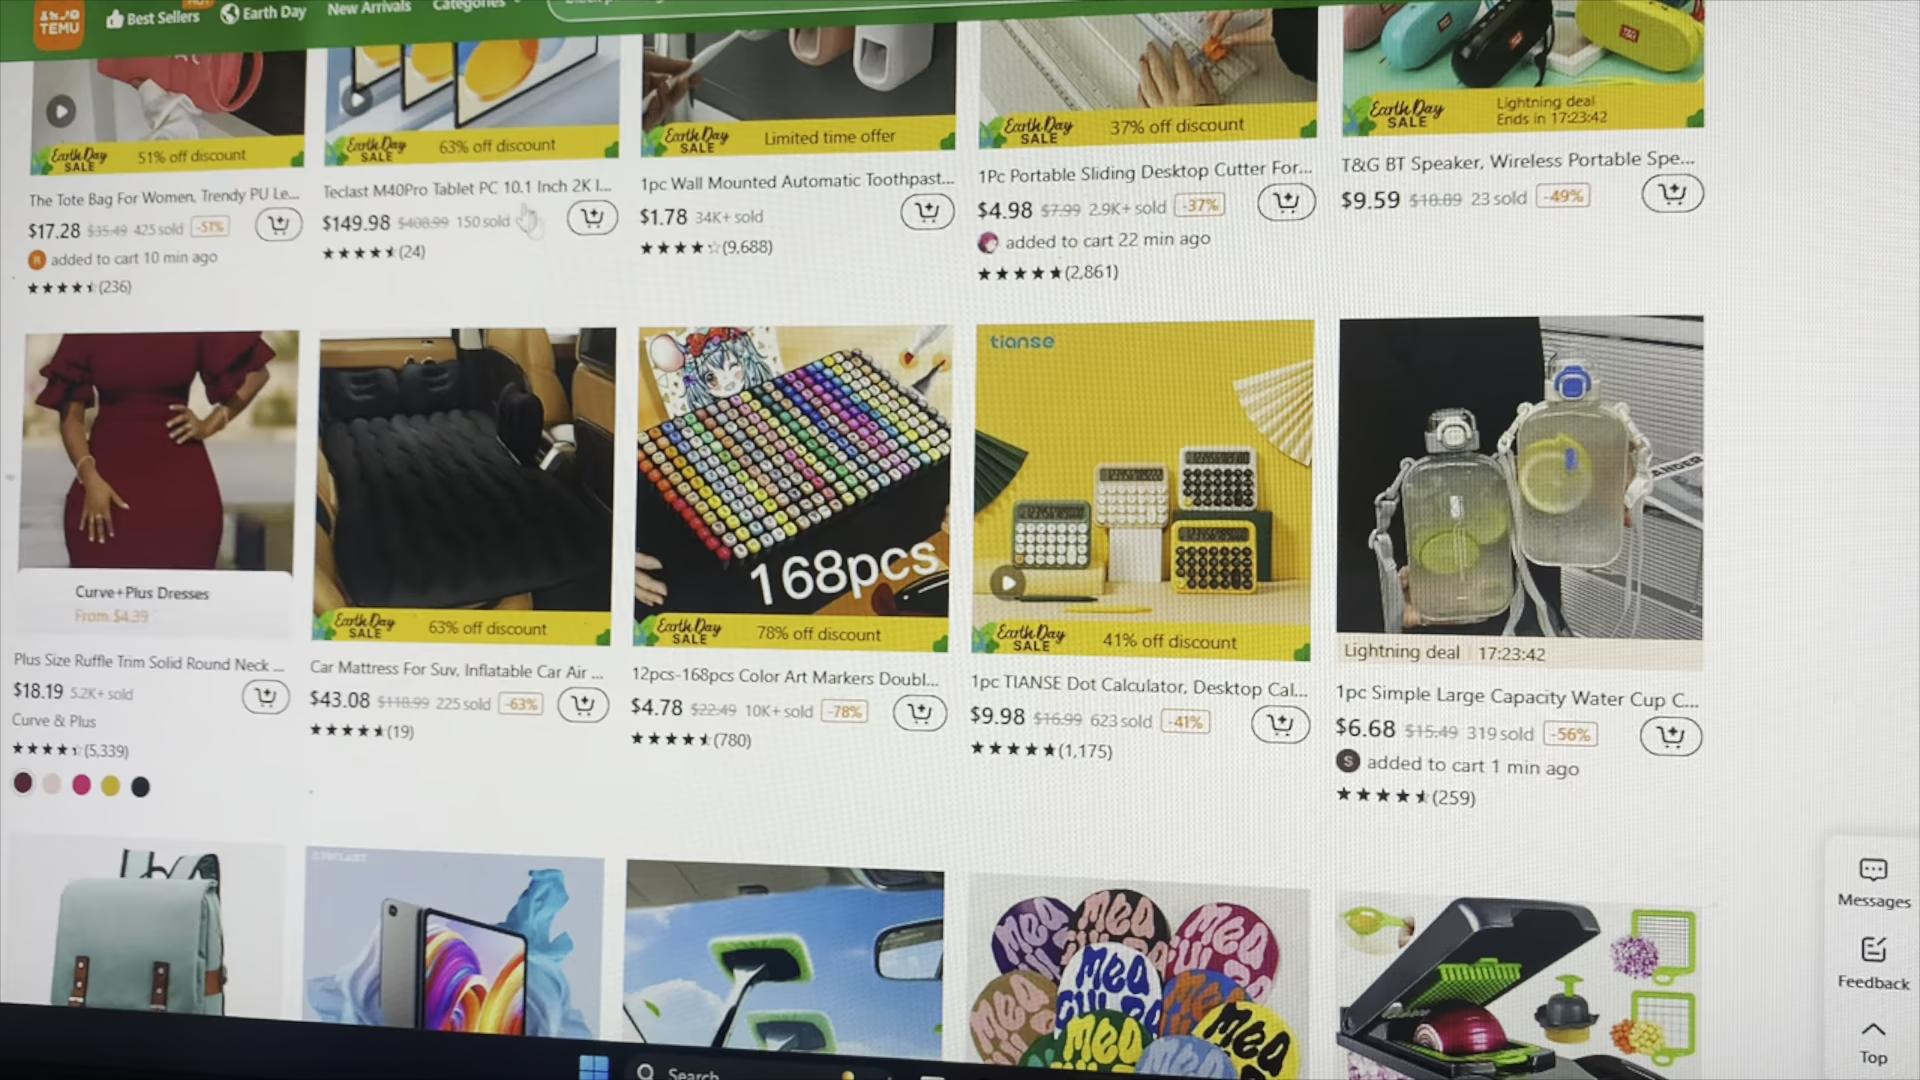 TEMU
Best Sellers
Earth Day
New Arrivals
Categories
Earth Day SALE
51% off discount
The Tote Bag For Women, Trendy PU Le...
$17.28 $35.49 425 sold -51%
added to cart 10 min ago
(236)
Earth Day SALE
63% off discount
Teclast M40Pro Tablet PC 10.1 Inch 2K I...
$149.98 $408.99 150 sold
(24)
Earth Day SALE
Limited time offer
1pc Wall Mounted Automatic Toothpast...
$1.78 34K+ sold
(9,688)
Earth Day SALE
37% off discount
1Pc Portable Sliding Desktop Cutter For...
$4.98 $7.99 2.9K+ sold -37%
added to cart 22 min ago
(2,861)
Earth Day SALE
Lightning deal
Ends in 17:23:42
T&G BT Speaker, Wireless Portable Spe...
$9.59 $18.89 23 sold -49%
Curve+Plus Dresses
From $4.39
Plus Size Ruffle Trim Solid Round Neck ...
$18.19 5.2K+ sold
Curve & Plus
(5,339)
Earth Day SALE
63% off discount
Car Mattress For Suv, Inflatable Car Air ...
$43.08 $118.99 225 sold -63%
(19)
168pcs
Earth Day SALE
78% off discount
12pcs-168pcs Color Art Markers Doubl...
$4.78 $22.49 10K+ sold -78%
(780)
tianse
Earth Day SALE
41% off discount
1pc TIANSE Dot Calculator, Desktop Cal...
$9.98 $16.99 623 sold -41%
(1,175)
Lightning deal 17:23:42
1pc Simple Large Capacity Water Cup C...
$6.68 $15.49 319 sold -56%
S added to cart 1 min ago
(259)
Messages
Feedback
Top
Search